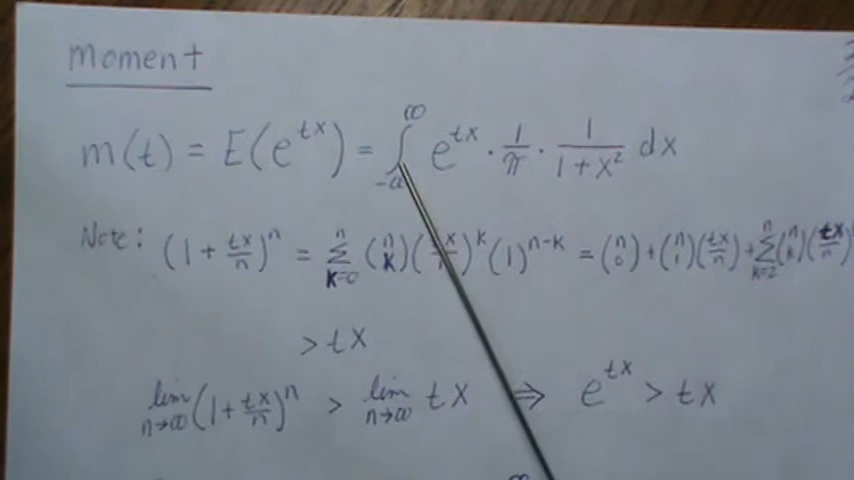 moment
m(t) = E(e^{tx}) = ∫_{-∞}^{∞} e^{tx} · 1/π · 1/(1+x²) dx
Note: (1 + tx/n)^n = Σ_{k=0}^{n} (n k)(tx/n)^k (1)^{n-k} = (n 0) + (n 1)(tx/n) + Σ_{k=2}^{n} (n k)(tx/n)
> tx
lim_{n→∞} (1 + tx/n)^n > lim_{n→∞} tx ⇒ e^{tx} > tx